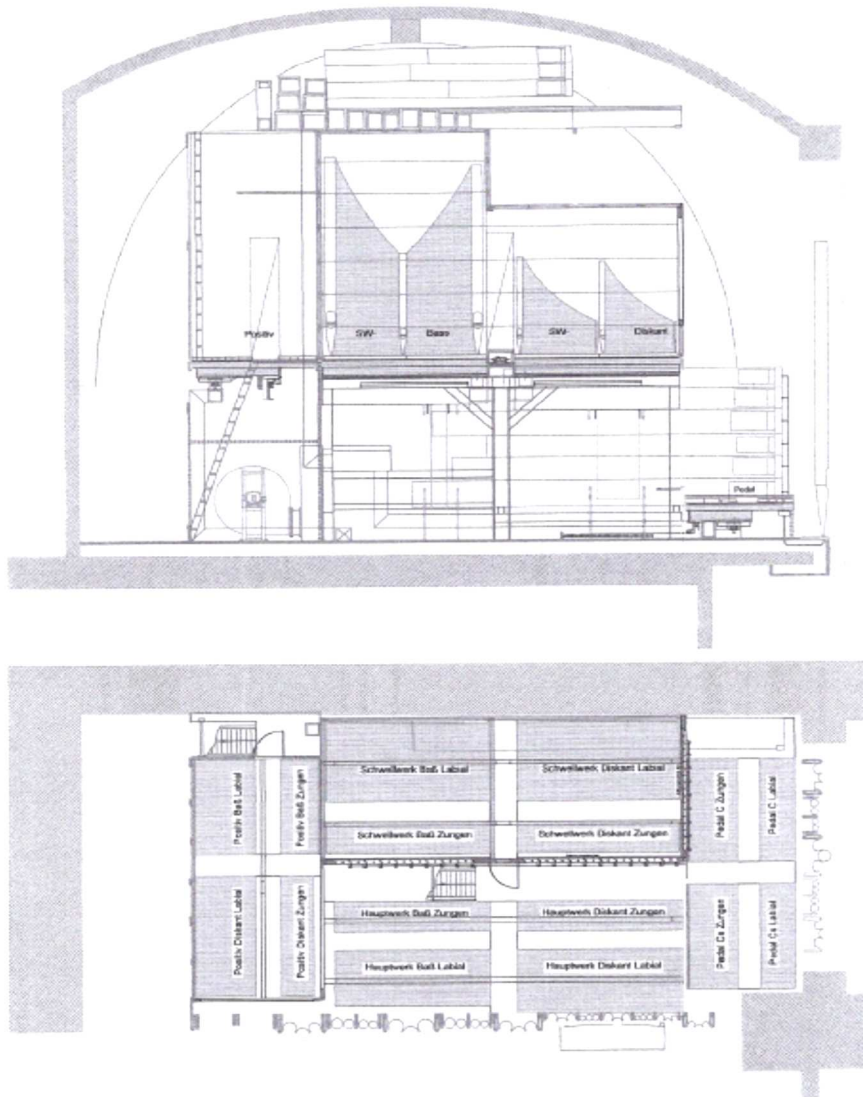 Positiv
SW-
Bass
SW-
Diskant
Pedal
Schwellwerk Baß Labial
Schwellwerk Diskant Labial
Positiv Baß Labial
Positiv Baß Zungen
Pedal C Zungen
Pedal C Labial
Schwellwerk Baß Zungen
Schwellwerk Diskant Zungen
Positiv Diskant Labial
Positiv Diskant Zungen
Hauptwerk Baß Zungen
Hauptwerk Diskant Zungen
Pedal Cs Zungen
Pedal Cs Labial
Hauptwerk Baß Labial
Hauptwerk Diskant Labial